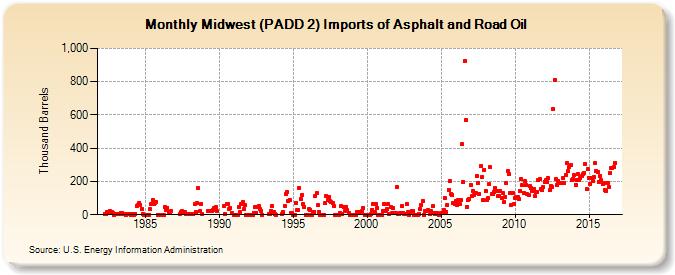 Monthly Midwest (PADD 2) Imports of Asphalt and Road Oil
Thousand Barrels
1,000
800
600
400
200
0
1985 1990 1995 2000 2005 2010 2015
Source: U.S. Energy Information Administration